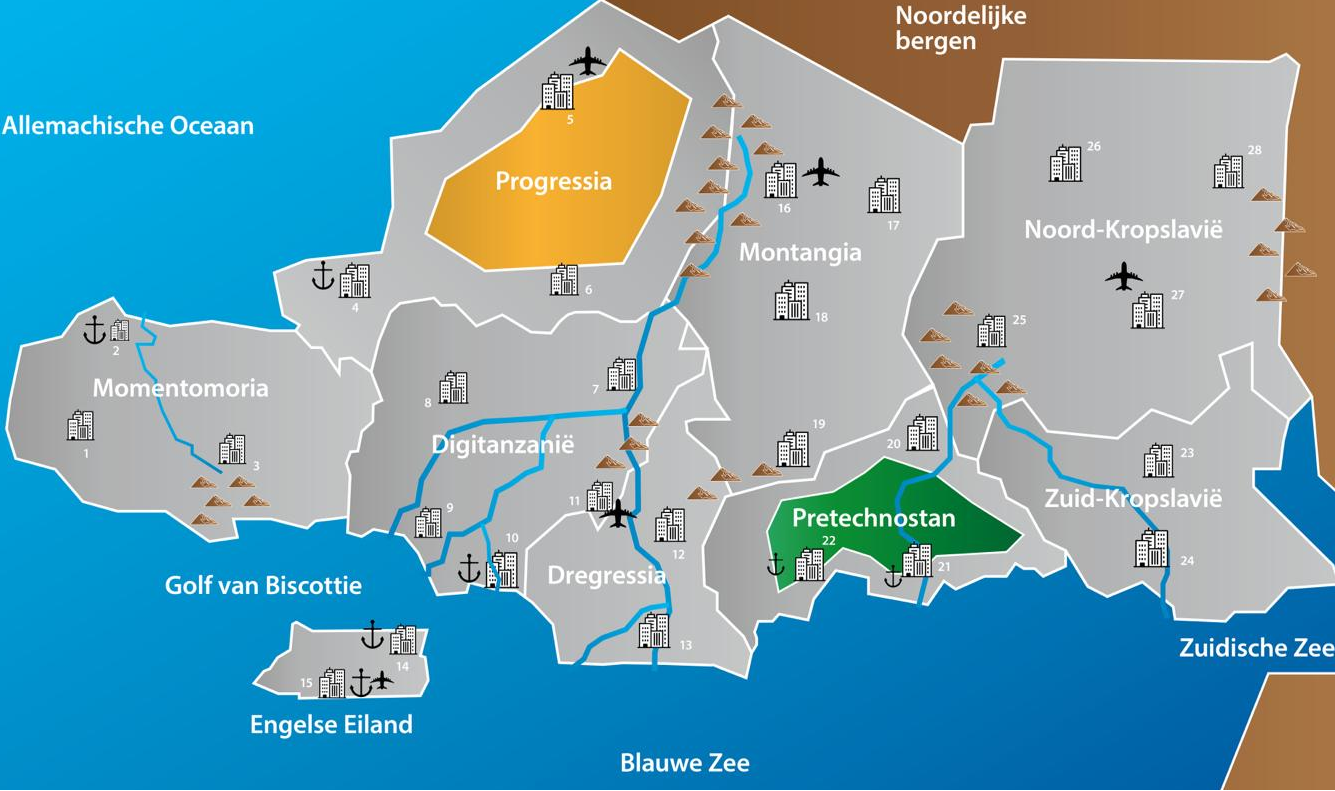 Noordelijke
bergen
Allemachische Oceaan
5
26
28
Progressia
16
17
Noord-Kropslavië
Montangia
6
4
27
18
25
2
Momentomoria
7
8
1
3
Digitanzanië
19
20
23
11
9
Zuid-Kropslavië
Pretechnostan
10
12
22
21
24
Dregressia
Golf van Biscottie
13
14
15
Zuidische Zee
Engelse Eiland
Blauwe Zee